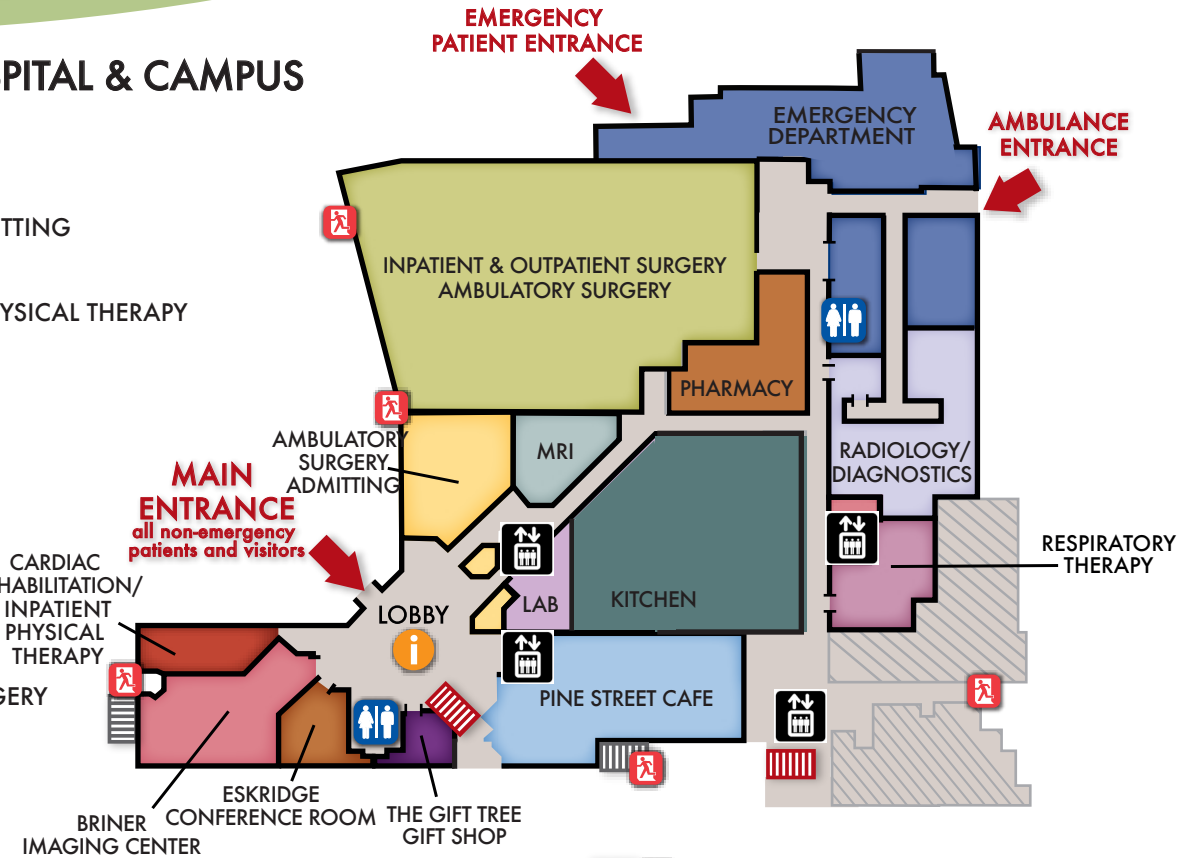 EMERGENCY
PATIENT ENTRANCE
SPITAL & CAMPUS
EMERGENCY
DEPARTMENT
AMBULANCE
ENTRANCE
TTING
INPATIENT & OUTPATIENT SURGERY
AMBULATORY SURGERY
YSICAL THERAPY
PHARMACY
AMBULATORY
SURGERY
ADMITTING
MRI
RADIOLOGY/
DIAGNOSTICS
MAIN
ENTRANCE
all non-emergency
patients and visitors
RESPIRATORY
THERAPY
CARDIAC
HABILITATION/
INPATIENT
PHYSICAL
THERAPY
LOBBY
i
LAB
KITCHEN
GERY
PINE STREET CAFE
ESKRIDGE
CONFERENCE ROOM
THE GIFT TREE
GIFT SHOP
BRINER
IMAGING CENTER